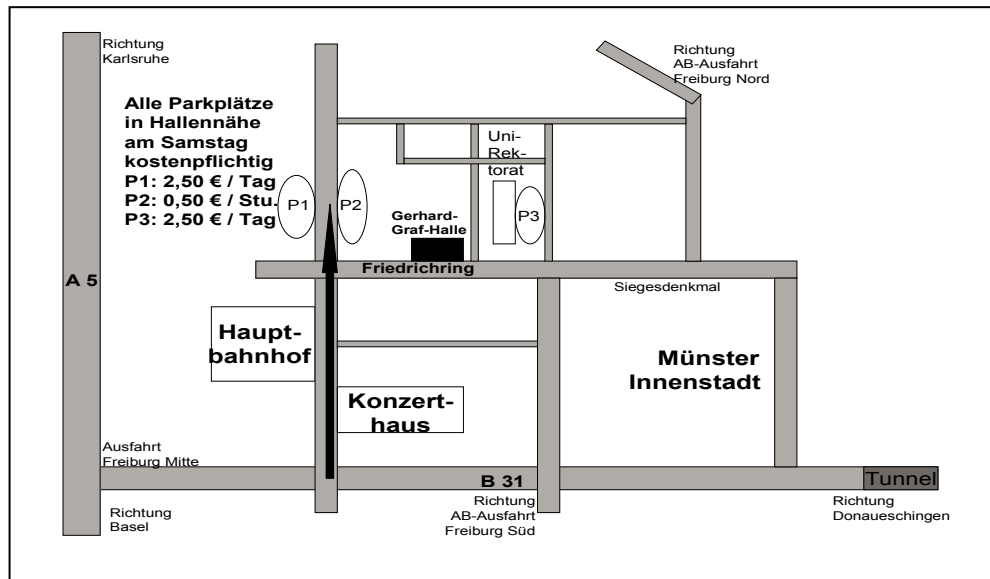 Richtung
Karlsruhe
Richtung
AB-Ausfahrt
Freiburg Nord
Alle Parkplätze
in Hallennähe
am Samstag
kostenpflichtig
P1: 2,50 € / Tag
P2: 0,50 € / Stu.
P3: 2,50 € / Tag
Uni-
Rek-
torat
P1
P2
P3
Gerhard-
Graf-Halle
Friedrichring
A 5
Siegesdenkmal
Haupt-
bahnhof
Münster
Innenstadt
Konzert-
haus
Ausfahrt
Freiburg Mitte
B 31
Tunnel
Richtung
Basel
Richtung
AB-Ausfahrt
Freiburg Süd
Richtung
Donaueschingen